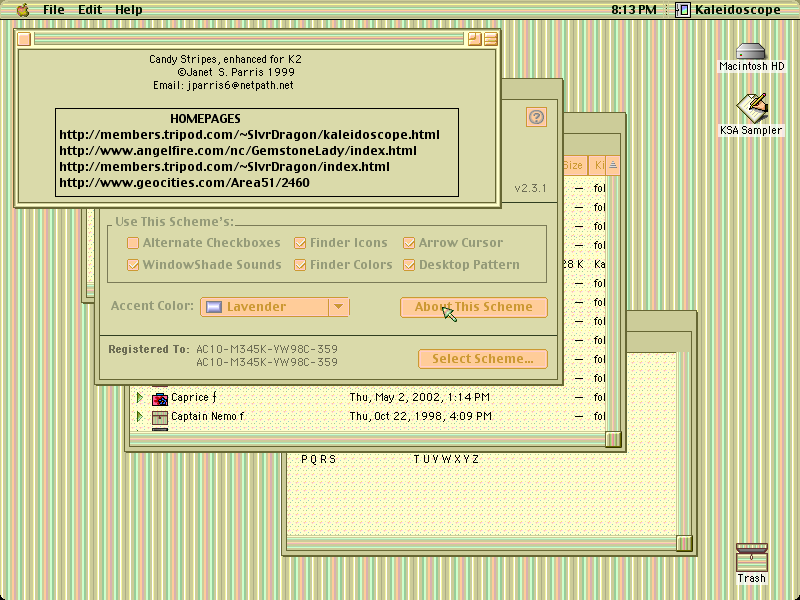 File Edit Help
8:13 PM Kaleidoscope
Candy Stripes, enhanced for K2
©Janet S. Parris 1999
Email: jparris6@netpath.net
HOMEPAGES
http://members.tripod.com/~SlvrDragon/kaleidoscope.html
http://www.angelfire.com/nc/GemstoneLady/index.html
http://members.tripod.com/~SlvrDragon/index.html
http://www.geocities.com/Area51/2460
?
v2.3.1
Use This Scheme's:
Alternate Checkboxes Finder Icons Arrow Cursor
WindowShade Sounds Finder Colors Desktop Pattern
Accent Color: Lavender
About This Scheme
Registered To: AC10-M345K-YW98C-359
AC10-M345K-YW98C-359
Select Scheme...
Size Ki
— fol
— fol
— fol
— fol
28 K Ka
— fol
— fol
— fol
— fol
— fol
— fol
Caprice ƒ Thu, May 2, 2002, 1:14 PM — fol
Captain Nemo f Thu, Oct 22, 1998, 4:09 PM — fol
PQRS TUVWXYZ
Macintosh HD
KSA Sampler
Trash